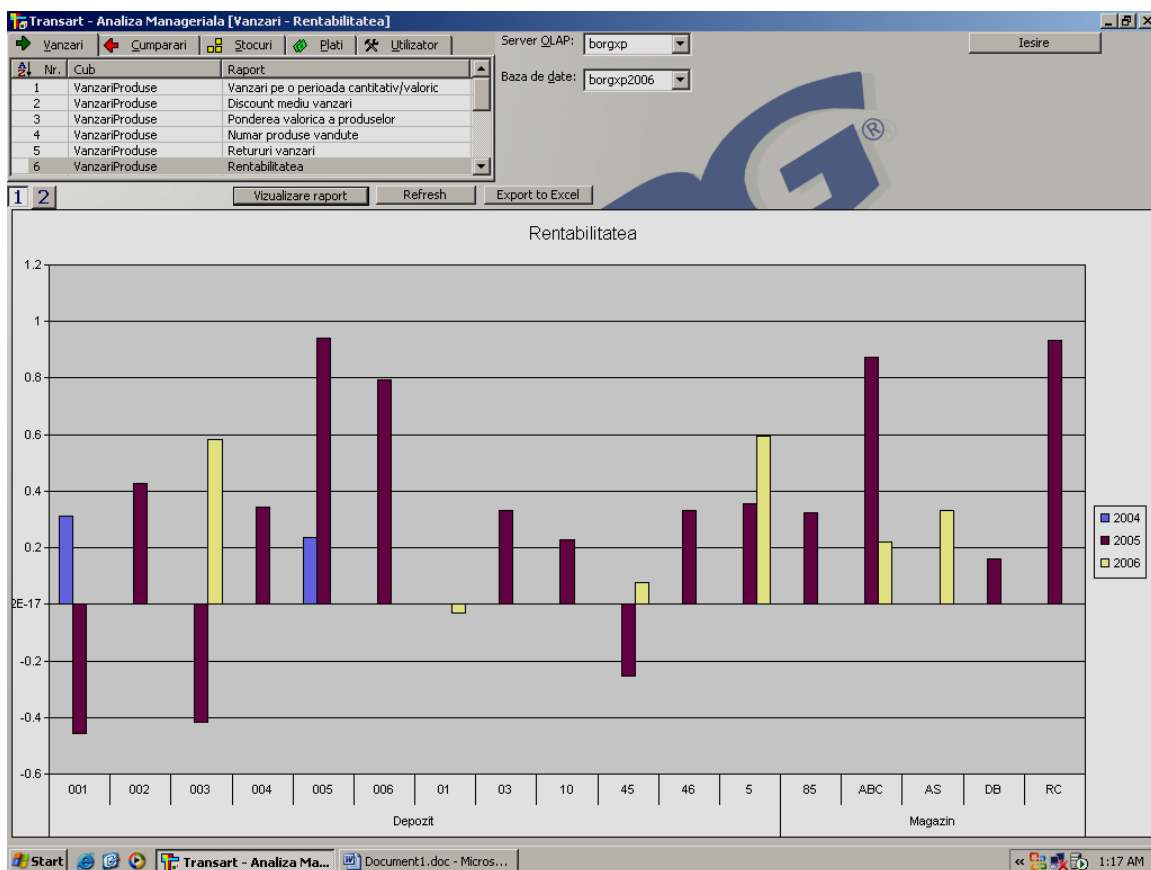 Transart - Analiza Manageriala [Vanzari - Rentabilitatea]
Vanzari Cumparari Stocuri Plati Utilizator
Server OLAP: borgxp
Iesire
Baza de date: borgxp2006
Nr. Cub Raport
1 VanzariProduse Vanzari pe o perioada cantitativ/valoric
2 VanzariProduse Discount mediu vanzari
3 VanzariProduse Ponderea valorica a produselor
4 VanzariProduse Numar produse vandute
5 VanzariProduse Retururi vanzari
6 VanzariProduse Rentabilitatea
1 2 Vizualizare raport Refresh Export to Excel
G ®
Rentabilitatea
1.2
1
0.8
0.6
0.4
0.2
2E-17
-0.2
-0.4
-0.6
2004
2005
2006
001 002 003 004 005 006 01 03 10 45 46 5 85 ABC AS DB RC
Depozit Magazin
Start Transart - Analiza Ma... Document1.doc - Micros... « 1:17 AM